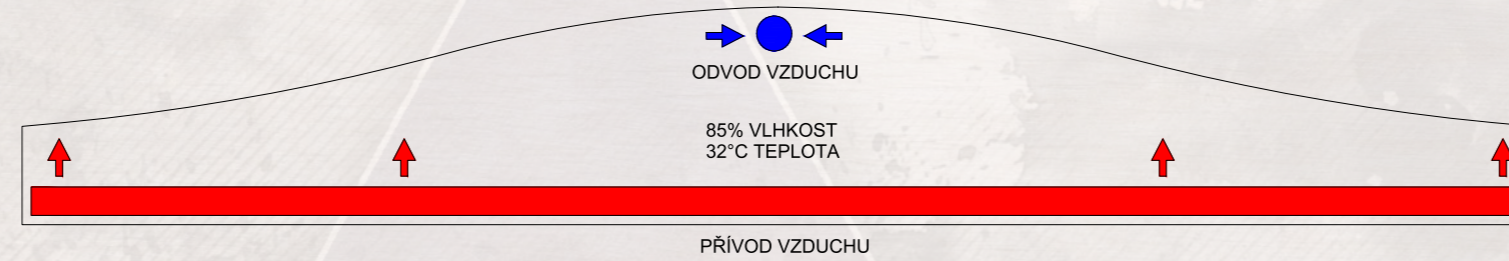 ODVOD VZDUCHU
85% VLHKOST
32°C TEPLOTA
PŘÍVOD VZDUCHU